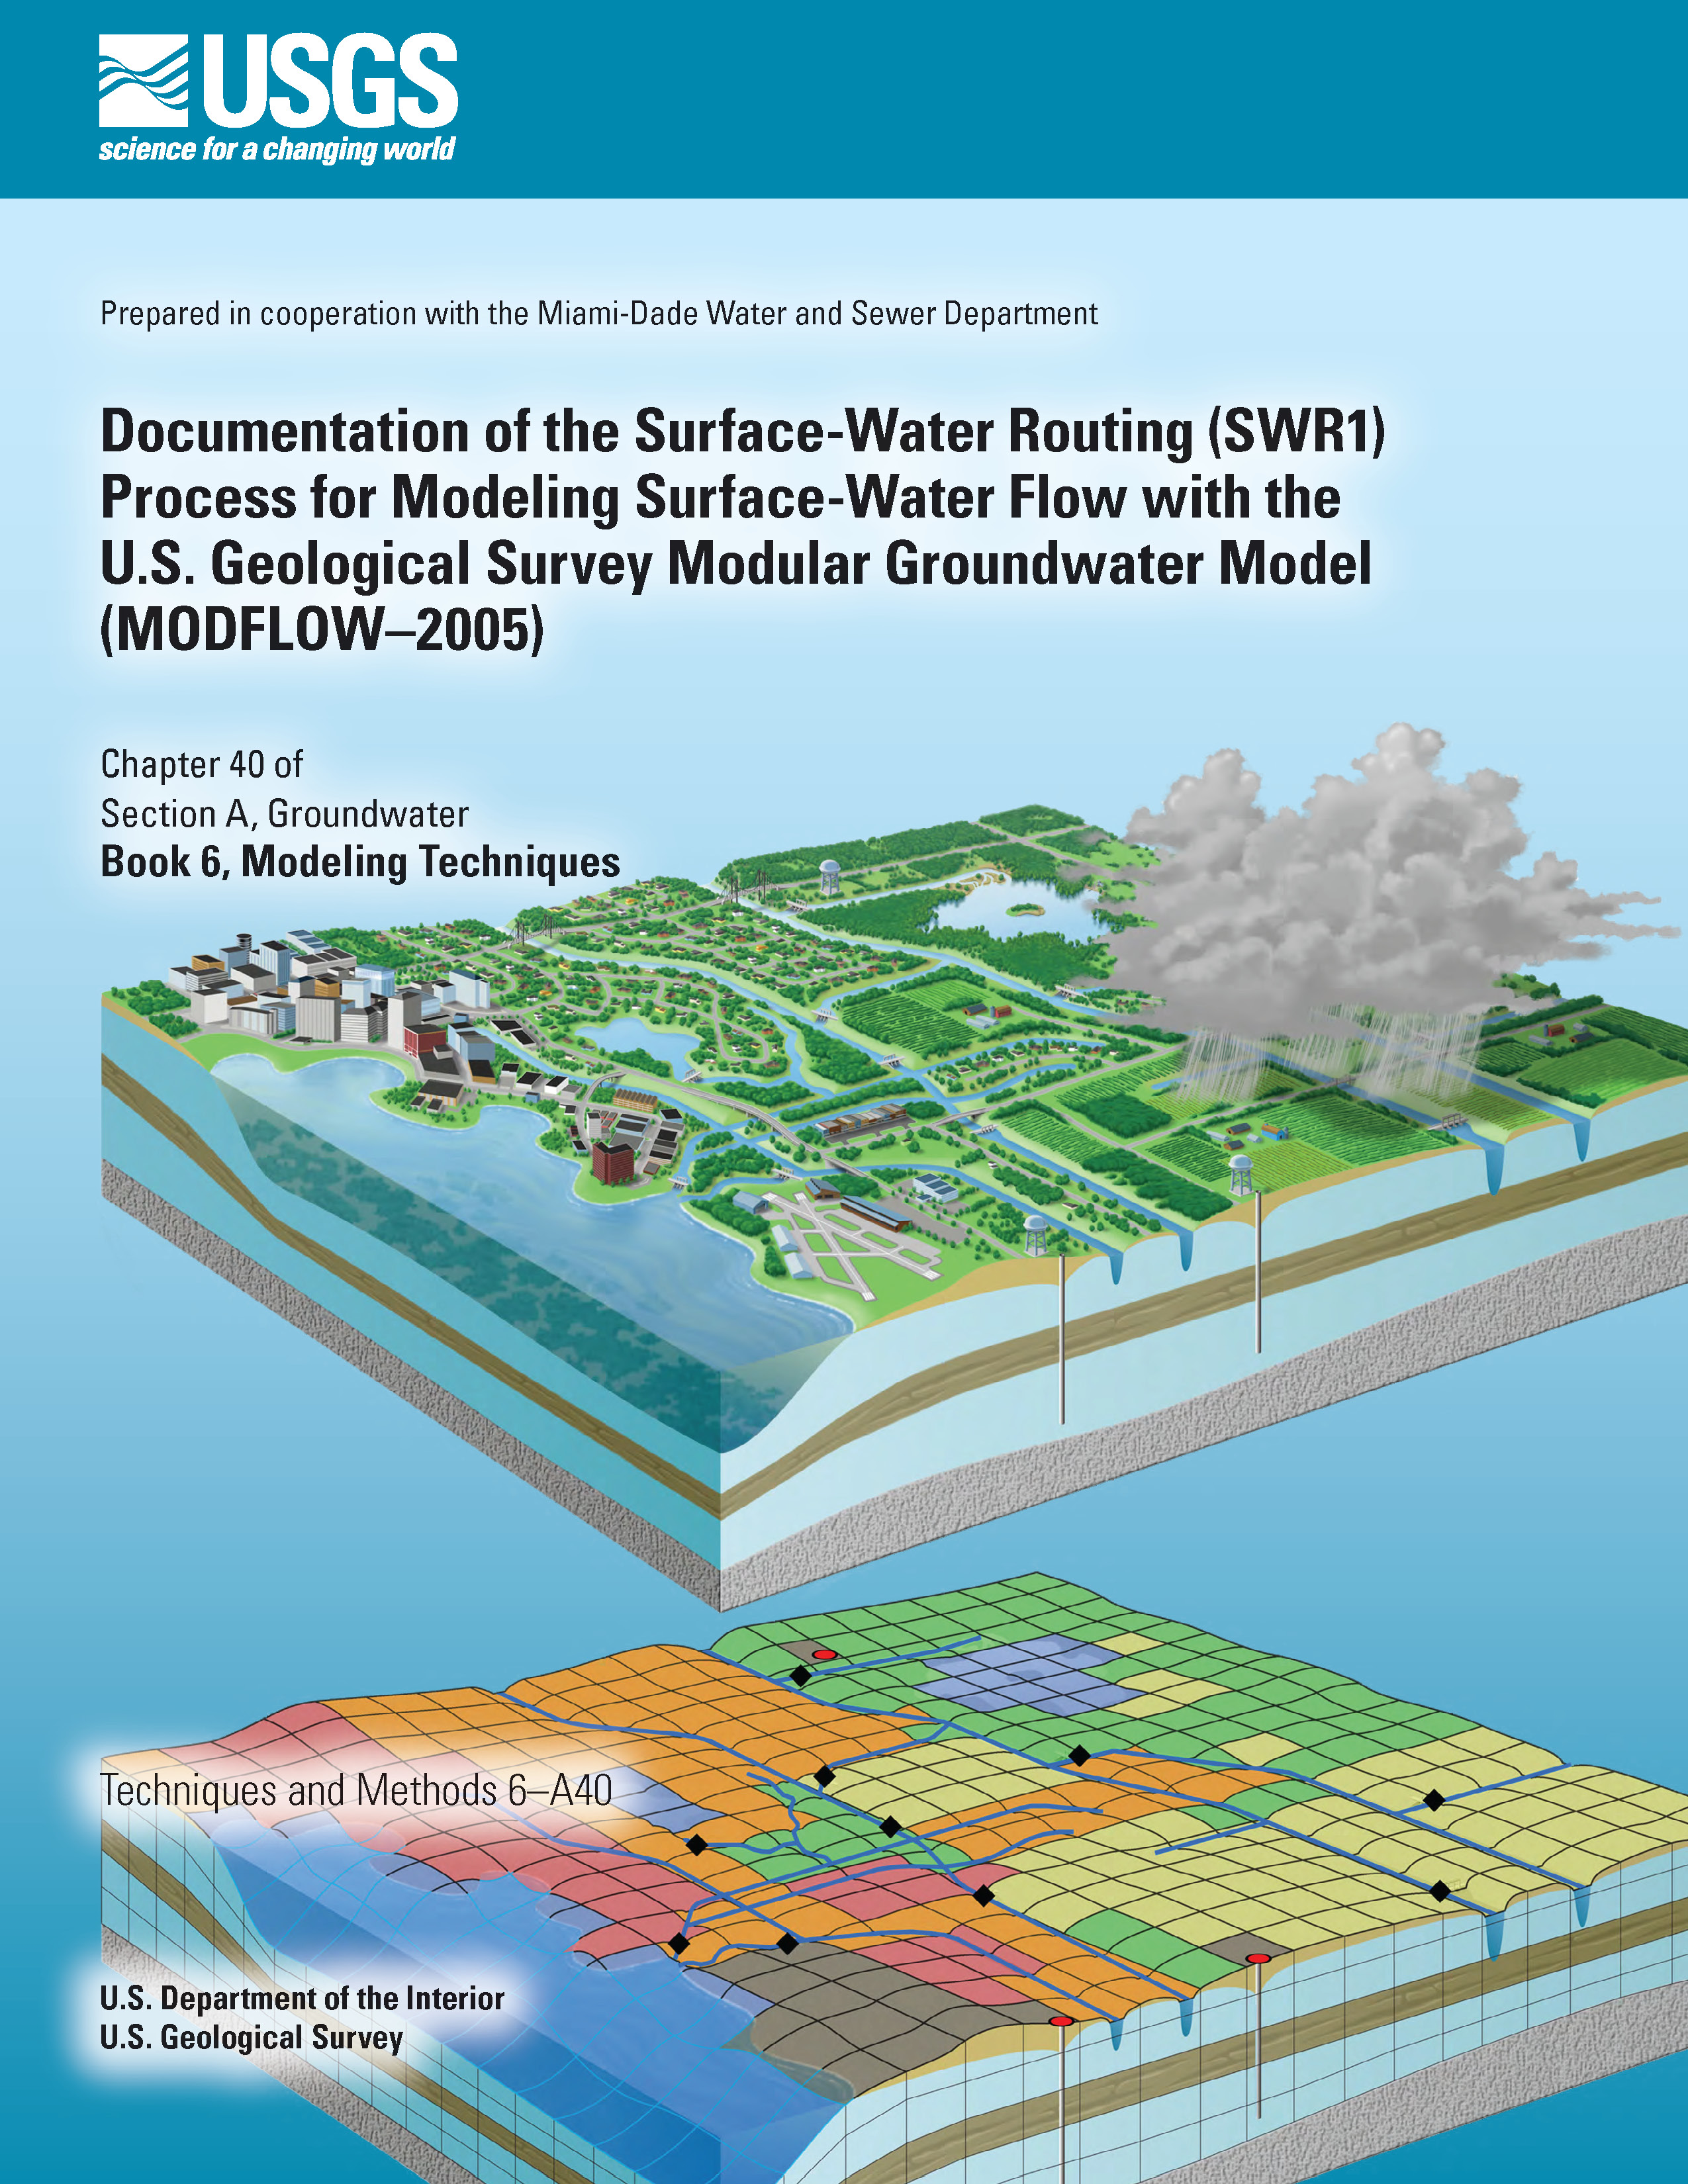 USGS
science for a changing world
Prepared in cooperation with the Miami-Dade Water and Sewer Department
Documentation of the Surface-Water Routing (SWR1)
Process for Modeling Surface-Water Flow with the
U.S. Geological Survey Modular Groundwater Model
(MODFLOW–2005)
Chapter 40 of
Section A, Groundwater
Book 6, Modeling Techniques
Techniques and Methods 6–A40
U.S. Department of the Interior
U.S. Geological Survey